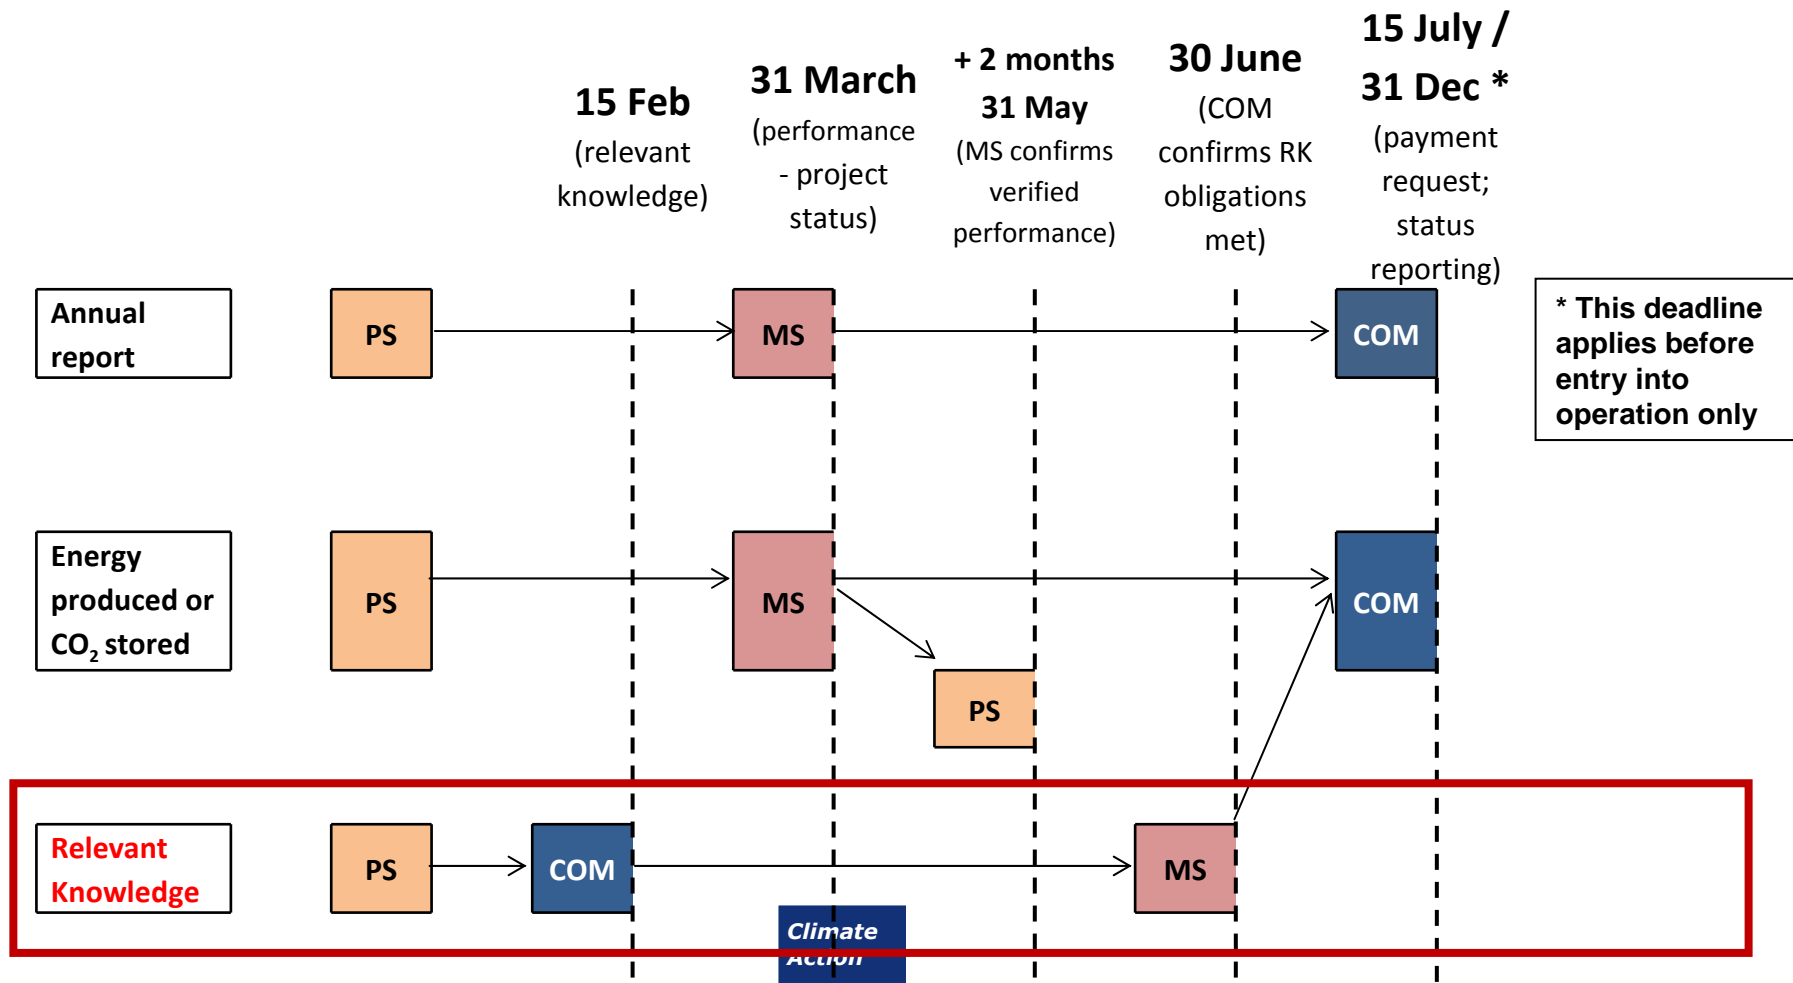 15 Feb
(relevant
knowledge)
31 March
(performance
- project
status)
+ 2 months
31 May
(MS confirms
verified
performance)
30 June
(COM
confirms RK
obligations
met)
15 July /
31 Dec *
(payment
request;
status
reporting)
Annual
report
PS
MS
COM
* This deadline
applies before
entry into
operation only
Energy
produced or
CO₂ stored
PS
MS
COM
PS
Relevant
Knowledge
PS
COM
MS
Climate
Action